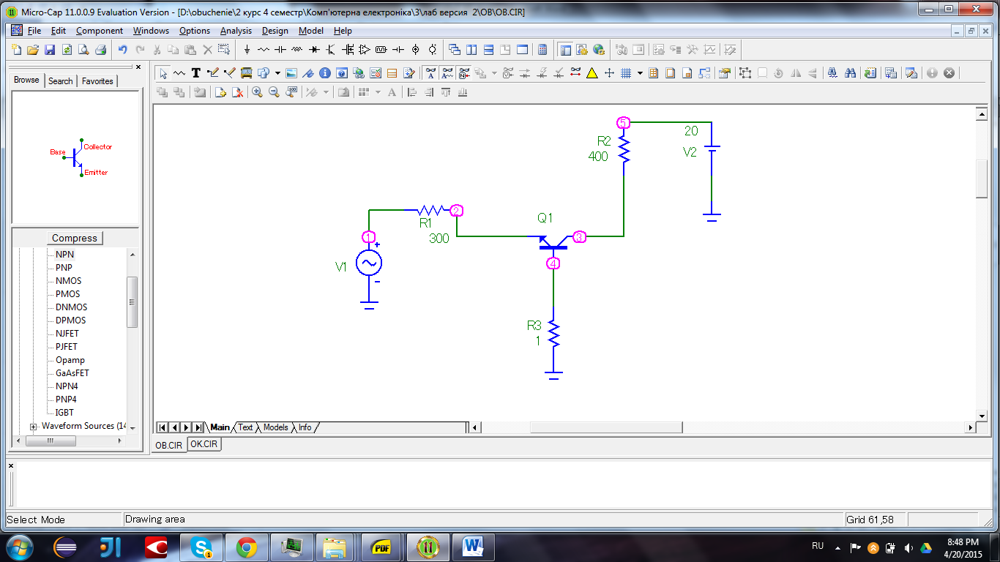 Micro-Cap 11.0.0.9 Evaluation Version - [D:\obuchenie\2 курс 4 семестр\Комп'ютерна електроніка\3\лаб версия  2\OB\OB.CIR]
File Edit Component Windows Options Analysis Design Model Help
Browse Search Favorites
Collector
Base
Emitter
Compress
NPN
PNP
NMOS
PMOS
DNMOS
DPMOS
NJFET
PJFET
Opamp
GaAsFET
NPN4
PNP4
IGBT
Waveform Sources (14
5
20
R2
400
V2
2
R1
300
Q1
1
3
V1
4
R3
1
Main Text Models Info
OB.CIR OK.CIR
Select Mode
Drawing area
Grid 61,58
RU
8:48 PM
4/20/2015
PDF
11
W